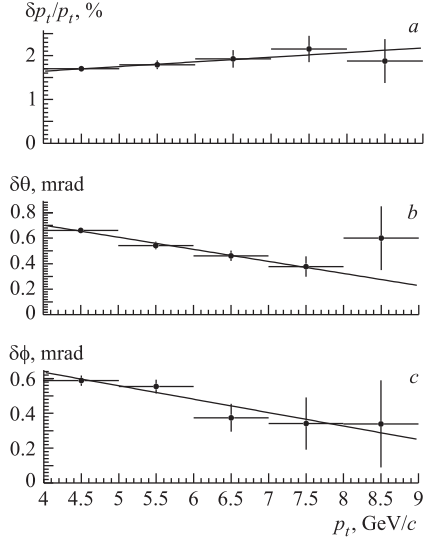 δp_t/p_t, %
a
2
1
0
δθ, mrad
b
0.8
0.6
0.4
0.2
0
δϕ, mrad
c
0.6
0.4
0.2
0
4 4.5 5 5.5 6 6.5 7 7.5 8 8.5 9
p_t, GeV/c